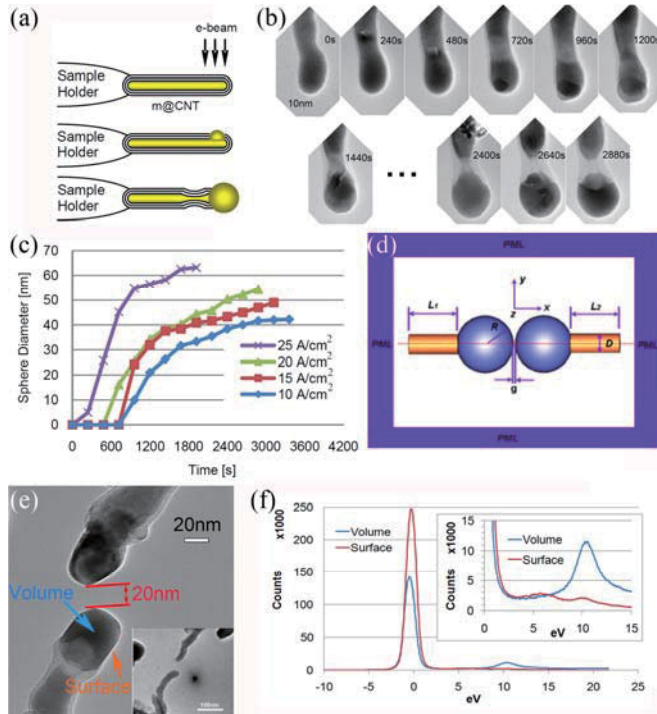 (a)
e-beam
Sample
Holder
m@CNT
Sample
Holder
Sample
Holder
(b)
0s
240s
480s
720s
960s
1200s
10nm
1440s
...
2400s
2640s
2880s
(c)
Sphere Diameter [nm]
70
60
50
40
30
20
10
0
25 A/cm²
20 A/cm²
15 A/cm²
10 A/cm²
0 600 1200 1800 2400 3000 3600 4200
Time [s]
(d)
PML
y
x
z
L₁
L₂
R
D
g
PML
PML
PML
(e)
20nm
20nm
Volume
Surface
100nm
(f)
x1000
Counts
250
200
150
100
50
0
Volume
Surface
-10 -5 0 5 10 15 20 25
eV
x1000
Counts
15
10
5
0
Volume
Surface
0 5 10 15
eV